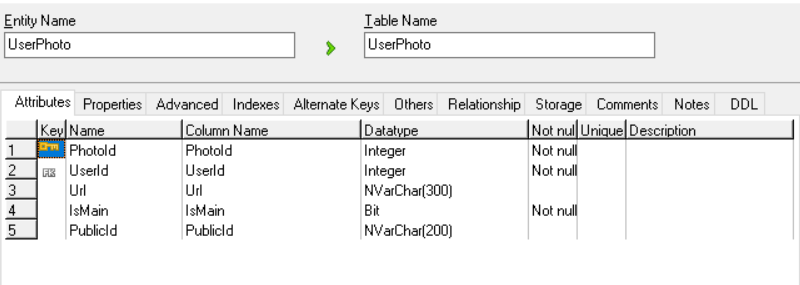 Entity Name Table Name
UserPhoto UserPhoto
Attributes Properties Advanced Indexes Alternate Keys Others Relationship Storage Comments Notes DDL
Key Name Column Name Datatype Not nul Unique Description
1 PhotoId PhotoId Integer Not null
2 UserId UserId Integer Not null
3 Url Url NVarChar(300)
4 IsMain IsMain Bit Not null
5 PublicId PublicId NVarChar(200)